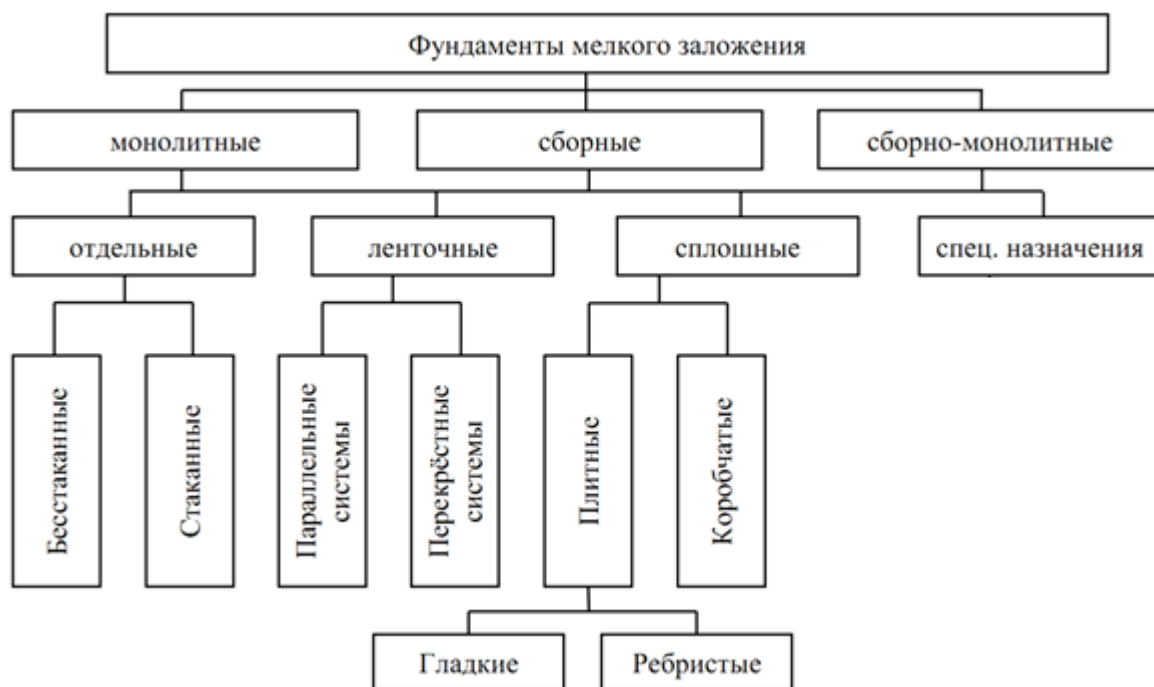 Фундаменты мелкого заложения
монолитные
сборные
сборно-монолитные
отдельные
ленточные
сплошные
спец. назначения
Бесстаканные
Стаканные
Параллельные
системы
Перекрёстные
системы
Плитные
Коробчатые
Гладкие
Ребристые